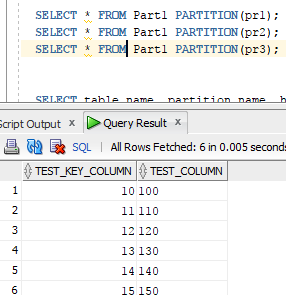 SELECT * FROM Part1 PARTITION(pr1);
SELECT * FROM Part1 PARTITION(pr2);
SELECT * FROM Part1 PARTITION(pr3);
SELECT table_name, partition_name,
Script Output × Query Result ×
SQL | All Rows Fetched: 6 in 0.005 seconds
TEST_KEY_COLUMN TEST_COLUMN
1 10 100
2 11 110
3 12 120
4 13 130
5 14 140
6 15 150